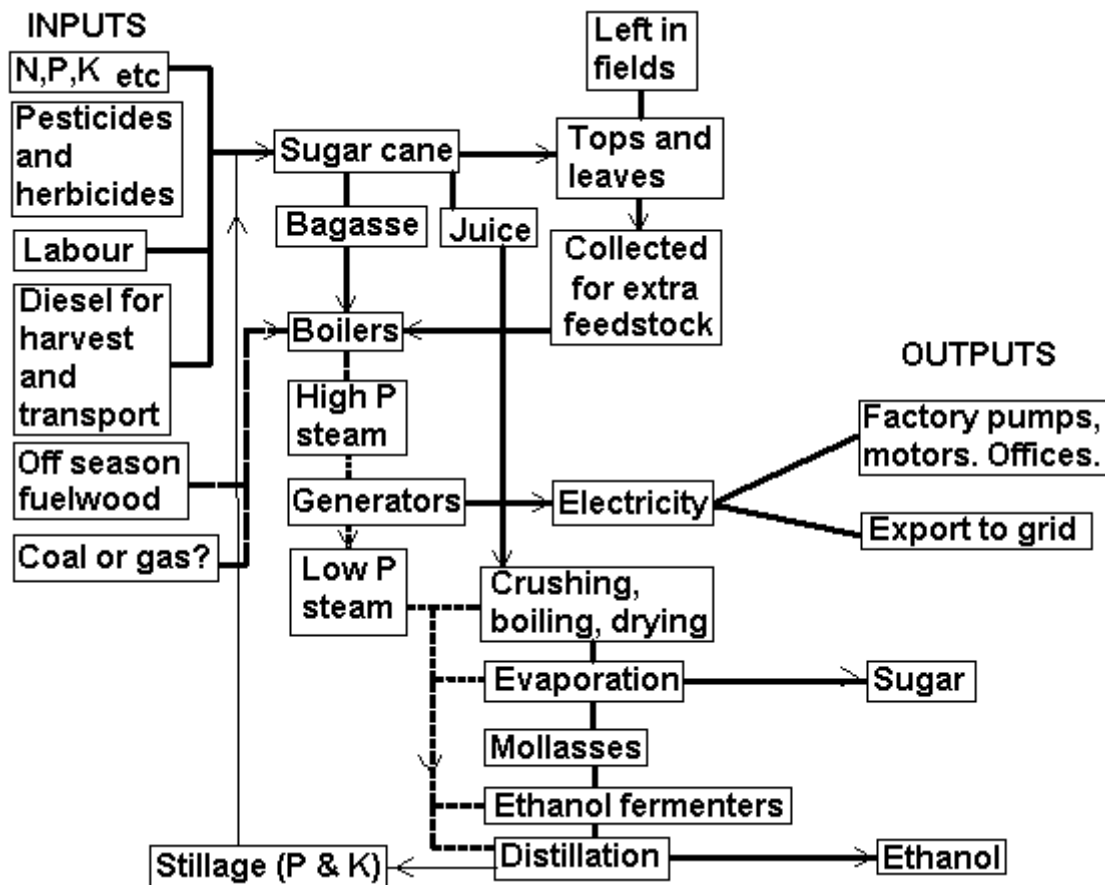 INPUTS
N,P,K etc
Pesticides
and
herbicides
Labour
Diesel for
harvest
and
transport
Off season
fuelwood
Coal or gas?
Left in
fields
Sugar cane
Tops and
leaves
Bagasse
Juice
Collected
for extra
feedstock
Boilers
High P
steam
Generators
Electricity
Low P
steam
OUTPUTS
Factory pumps,
motors. Offices.
Export to grid
Crushing,
boiling, drying
Evaporation
Sugar
Mollasses
Ethanol fermenters
Distillation
Ethanol
Stillage (P & K)